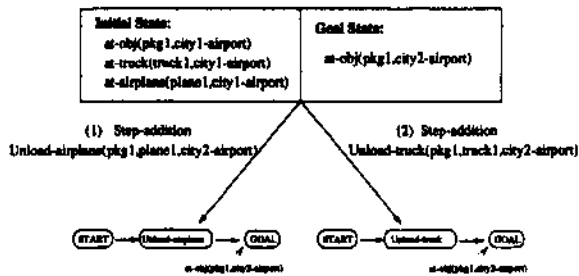 Initial State:
at-obj(pkg1,city1-airport)
at-truck(truck1,city1-airport)
at-airplane(plane1,city1-airport)
Goal State:
at-obj(pkg1,city2-airport)
(1) Step-addition
Unload-airplane(pkg1,plane1,city2-airport)
(2) Step-addition
Unload-truck(pkg1,track1,city2-airport)
START
Unload-airplane
GOAL
at-obj(pkg1,city2-airport)
START
Unload-truck
GOAL
at-obj(pkg1,city2-airport)